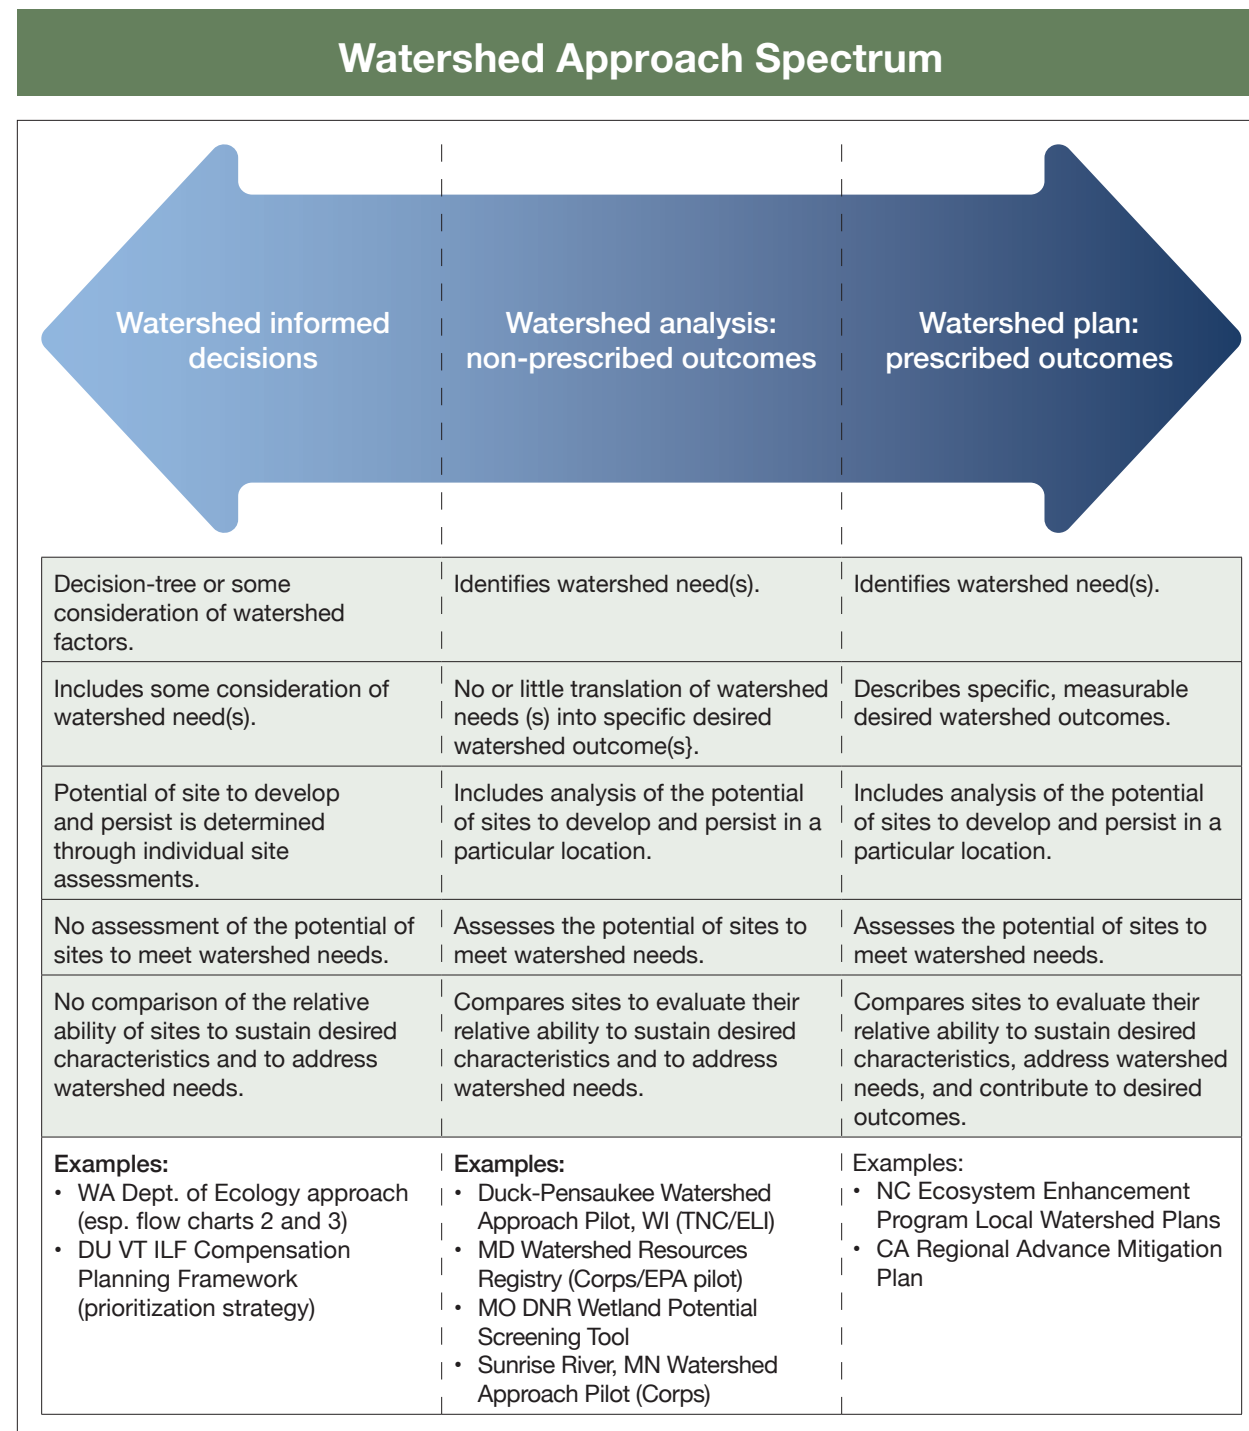 Watershed Approach Spectrum
Watershed informed
decisions
Watershed analysis:
non-prescribed outcomes
Watershed plan:
prescribed outcomes
Decision-tree or some
consideration of watershed
factors.
Identifies watershed need(s).
Identifies watershed need(s).
Includes some consideration of
watershed need(s).
No or little translation of watershed
needs (s) into specific desired
watershed outcome(s}.
Describes specific, measurable
desired watershed outcomes.
Potential of site to develop
and persist is determined
through individual site
assessments.
Includes analysis of the potential
of sites to develop and persist in a
particular location.
Includes analysis of the potential
of sites to develop and persist in a
particular location.
No assessment of the potential of
sites to meet watershed needs.
Assesses the potential of sites to
meet watershed needs.
Assesses the potential of sites to
meet watershed needs.
No comparison of the relative
ability of sites to sustain desired
characteristics and to address
watershed needs.
Compares sites to evaluate their
relative ability to sustain desired
characteristics and to address
watershed needs.
Compares sites to evaluate their
relative ability to sustain desired
characteristics, address watershed
needs, and contribute to desired
outcomes.
Examples:
• WA Dept. of Ecology approach
(esp. flow charts 2 and 3)
• DU VT ILF Compensation
Planning Framework
(prioritization strategy)
Examples:
• Duck-Pensaukee Watershed
Approach Pilot, WI (TNC/ELI)
• MD Watershed Resources
Registry (Corps/EPA pilot)
• MO DNR Wetland Potential
Screening Tool
• Sunrise River, MN Watershed
Approach Pilot (Corps)
Examples:
• NC Ecosystem Enhancement
Program Local Watershed Plans
• CA Regional Advance Mitigation
Plan